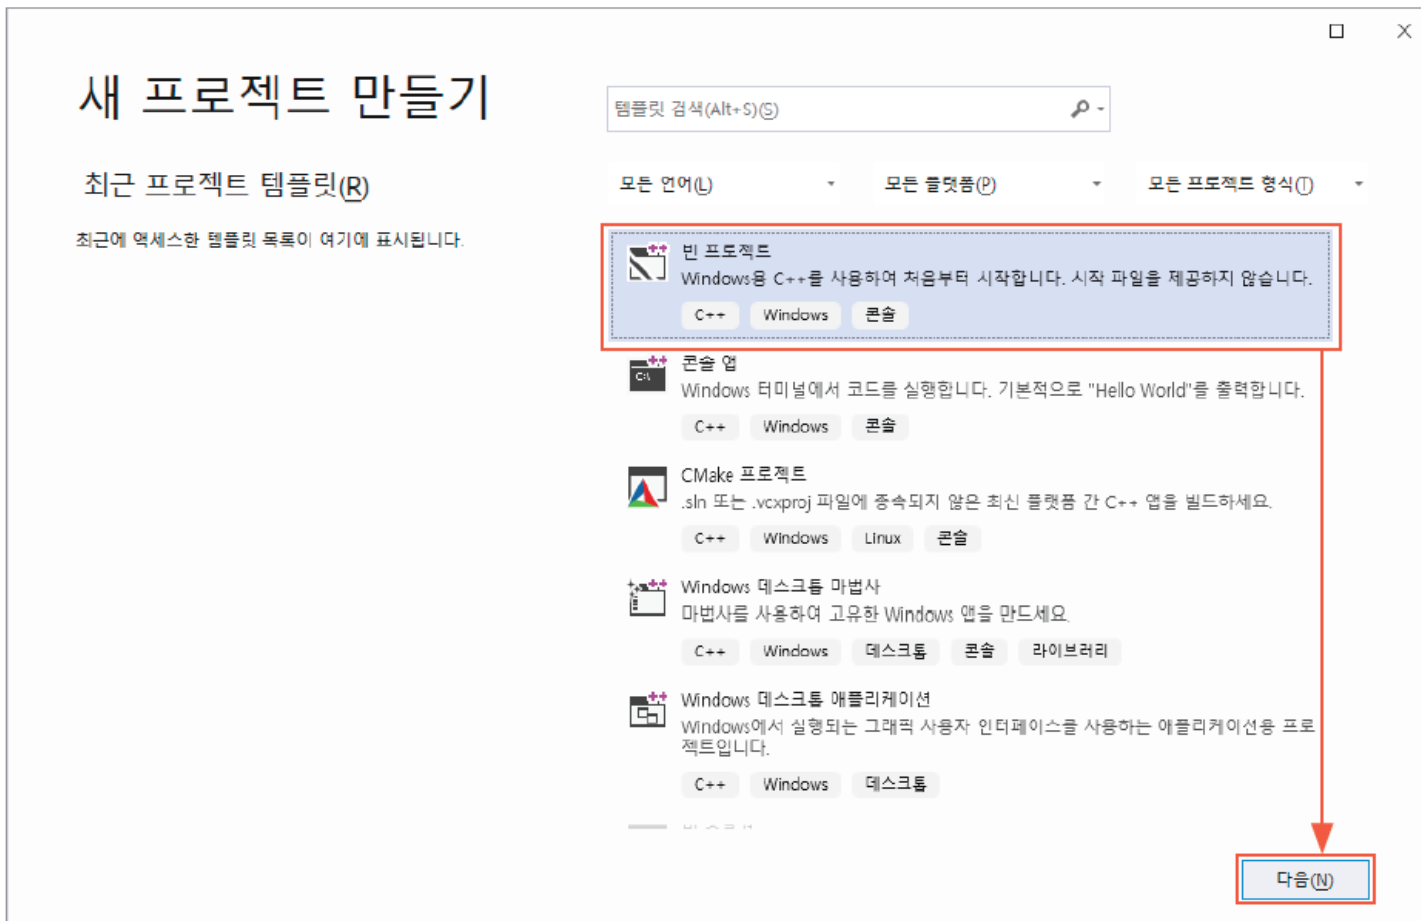 새 프로젝트 만들기
템플릿 검색(Alt+S)(S)
최근 프로젝트 템플릿(R)
모든 언어(L)
모든 플랫폼(P)
모든 프로젝트 형식(T)
최근에 액세스한 템플릿 목록이 여기에 표시됩니다.
빈 프로젝트
Windows용 C++를 사용하여 처음부터 시작합니다. 시작 파일을 제공하지 않습니다.
C++ Windows 콘솔
콘솔 앱
Windows 터미널에서 코드를 실행합니다. 기본적으로 "Hello World"를 출력합니다.
C++ Windows 콘솔
CMake 프로젝트
.sln 또는 .vcxproj 파일에 종속되지 않은 최신 플랫폼 간 C++ 앱을 빌드하세요.
C++ Windows Linux 콘솔
Windows 데스크톱 마법사
마법사를 사용하여 고유한 Windows 앱을 만드세요.
C++ Windows 데스크톱 콘솔 라이브러리
Windows 데스크톱 애플리케이션
Windows에서 실행되는 그래픽 사용자 인터페이스를 사용하는 애플리케이션용 프로
젝트입니다.
C++ Windows 데스크톱
다음(N)